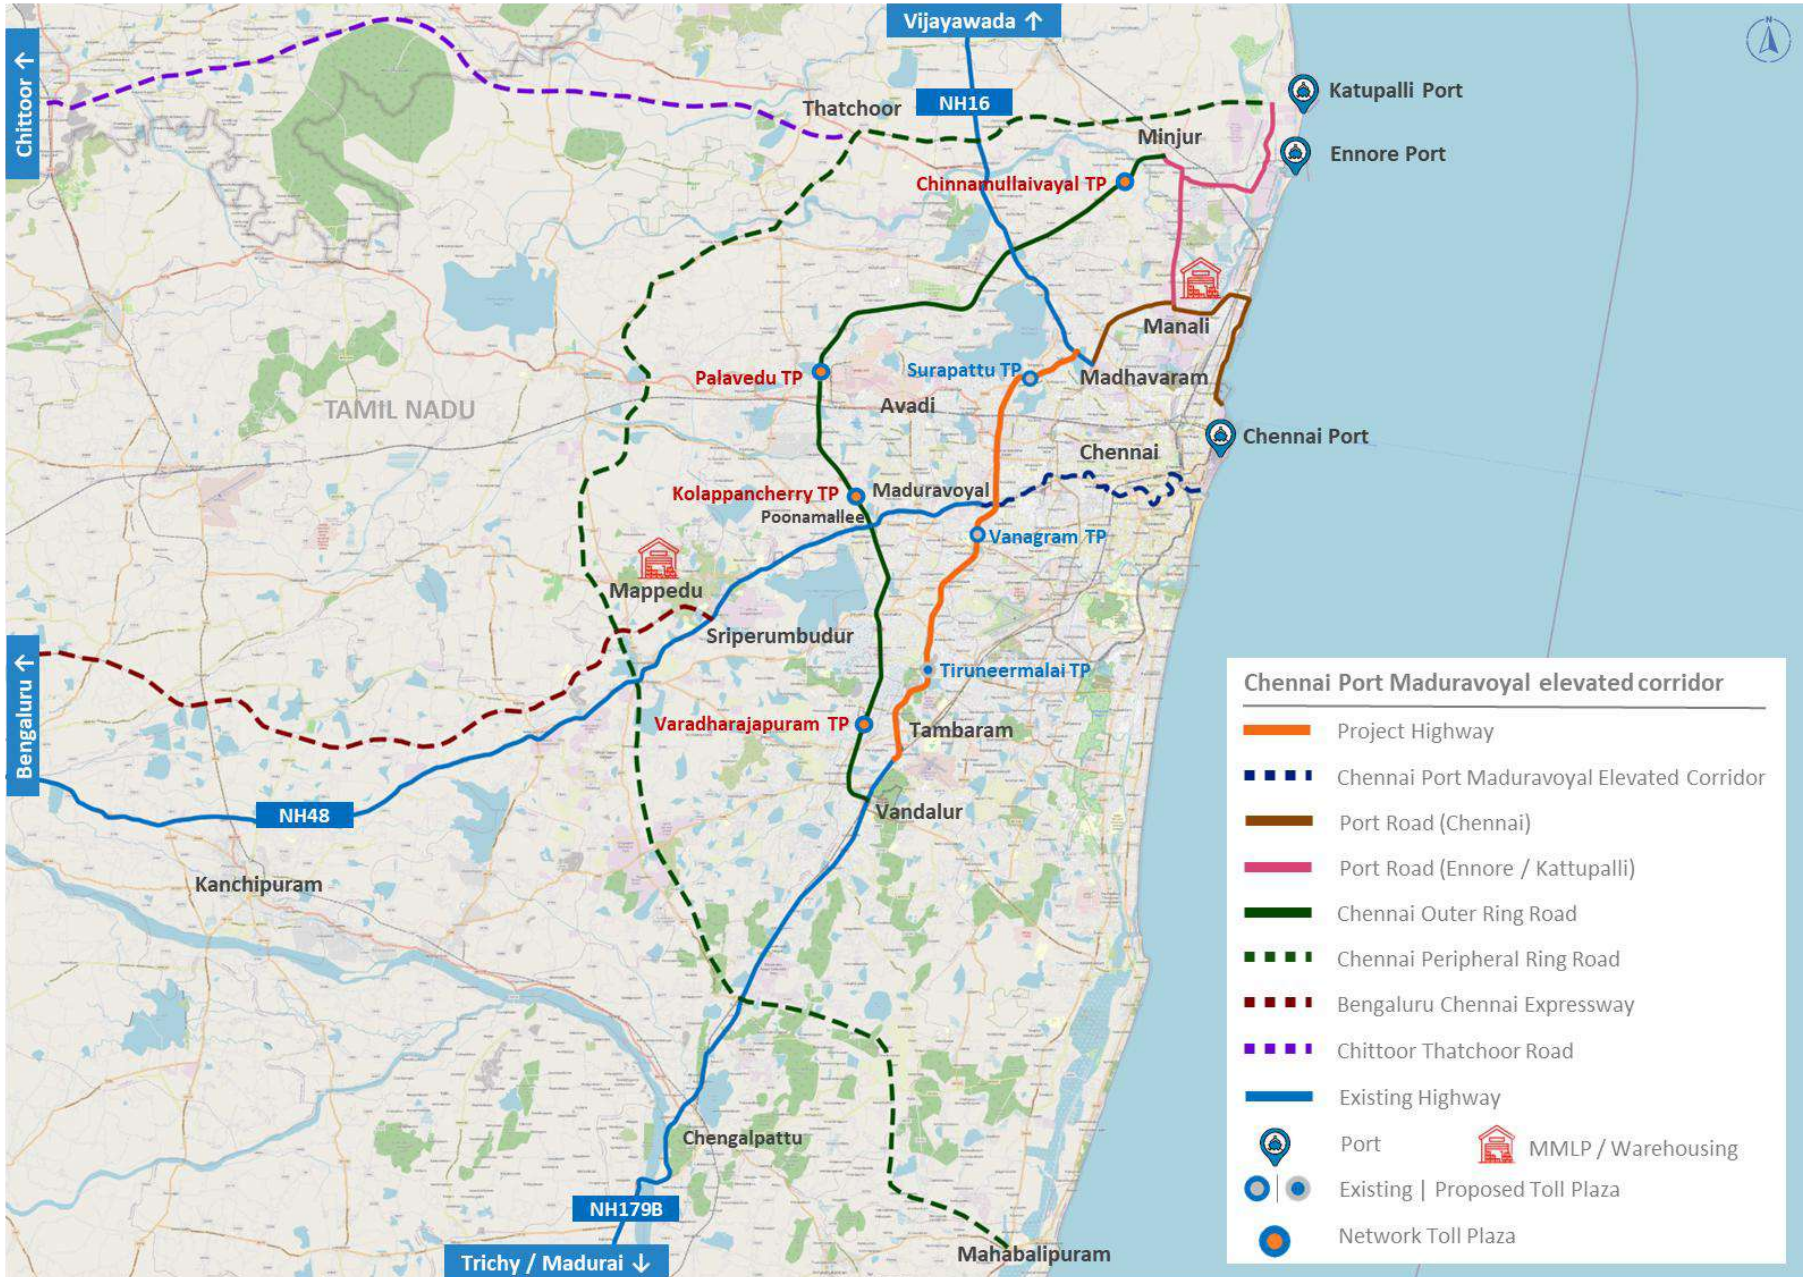 Vijayawada ↑
N
Chittoor ↑
Thatchoor
NH16
Katupalli Port
Minjur
Ennore Port
Chinnamullaivayal TP
Manali
Palavedu TP
Surapattu TP
Madhavaram
TAMIL NADU
Avadi
Chennai Port
Chennai
Kolappancherry TP
Maduravoyal
Poonamallee
Vanagram TP
Mappedu
Sriperumbudur
Bengaluru ↑
Tiruneermalai TP
Varadharajapuram TP
Tambaram
NH48
Vandalur
Kanchipuram
Chengalpattu
NH179B
Mahabalipuram
Trichy / Madurai ↓
Chennai Port Maduravoyal elevated corridor
Project Highway
Chennai Port Maduravoyal Elevated Corridor
Port Road (Chennai)
Port Road (Ennore / Kattupalli)
Chennai Outer Ring Road
Chennai Peripheral Ring Road
Bengaluru Chennai Expressway
Chittoor Thatchoor Road
Existing Highway
Port
MMLP / Warehousing
Existing | Proposed Toll Plaza
Network Toll Plaza